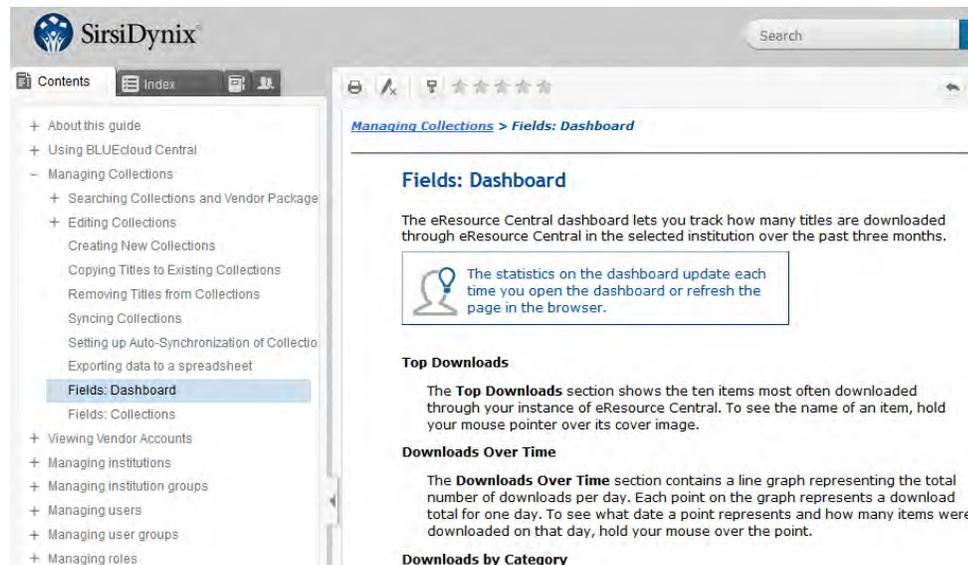 SirsiDynix
Search
Contents
Index
About this guide
Using BLUEcloud Central
Managing Collections
Searching Collections and Vendor Package
Editing Collections
Creating New Collections
Copying Titles to Existing Collections
Removing Titles from Collections
Syncing Collections
Setting up Auto-Synchronization of Collectio
Exporting data to a spreadsheet
Fields: Dashboard
Fields: Collections
Viewing Vendor Accounts
Managing institutions
Managing institution groups
Managing users
Managing user groups
Managing roles
Managing Collections > Fields: Dashboard
Fields: Dashboard
The eResource Central dashboard lets you track how many titles are downloaded
through eResource Central in the selected institution over the past three months.
The statistics on the dashboard update each
time you open the dashboard or refresh the
page in the browser.
Top Downloads
The Top Downloads section shows the ten items most often downloaded
through your instance of eResource Central. To see the name of an item, hold
your mouse pointer over its cover image.
Downloads Over Time
The Downloads Over Time section contains a line graph representing the total
number of downloads per day. Each point on the graph represents a download
total for one day. To see what date a point represents and how many items were
downloaded on that day, hold your mouse over the point.
Downloads by Category